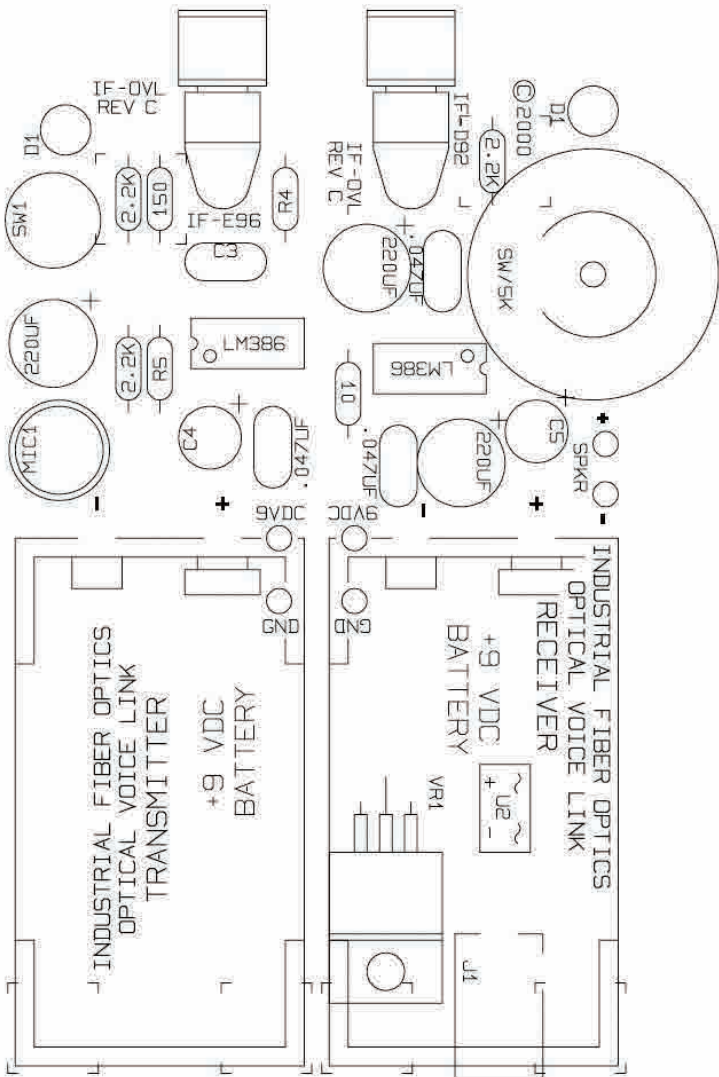 IF-OVL
REV C
D1
SW1
2.2K
150
IF-E96
R4
C3
220UF
+
LM386
2.2K
R5
MIC1
C4
+
.047UF
-
+
9VDC
GND
INDUSTRIAL FIBER OPTICS
OPTICAL VOICE LINK
TRANSMITTER
+9 VDC
BATTERY
IF-D92
©2000
D1
2.2K
IF-OVL
REV C
220UF
+
.047UF
SW/SK
LM386
10
.047UF
220UF
+
C5
+
+
SPKR
-
-
+
9VDC
GND
INDUSTRIAL FIBER OPTICS
OPTICAL VOICE LINK
RECEIVER
+9 VDC
BATTERY
VR1
+ U2 -
~ ~
J1